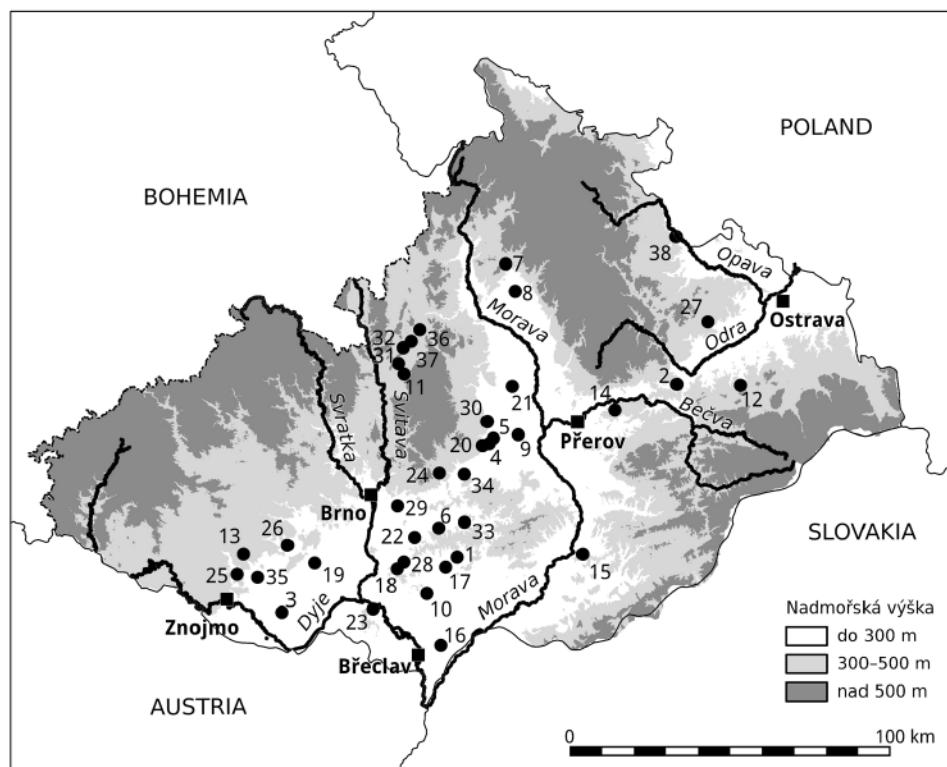 POLAND
BOHEMIA
38
Opava
7
8
Morava
27
Odra
Ostrava
32
36
31
37
11
2
12
14
Bečva
21
Svratka
Svitava
30
5
Přerov
9
20
4
24
34
Brno
29
SLOVAKIA
6
33
26
22
13
1
15
25
35
19
28
18
17
Morava
Nadmořská výška
3
Dyje
23
10
do 300 m
Znojmo
16
300–500 m
Břeclav
nad 500 m
AUSTRIA
0
100 km